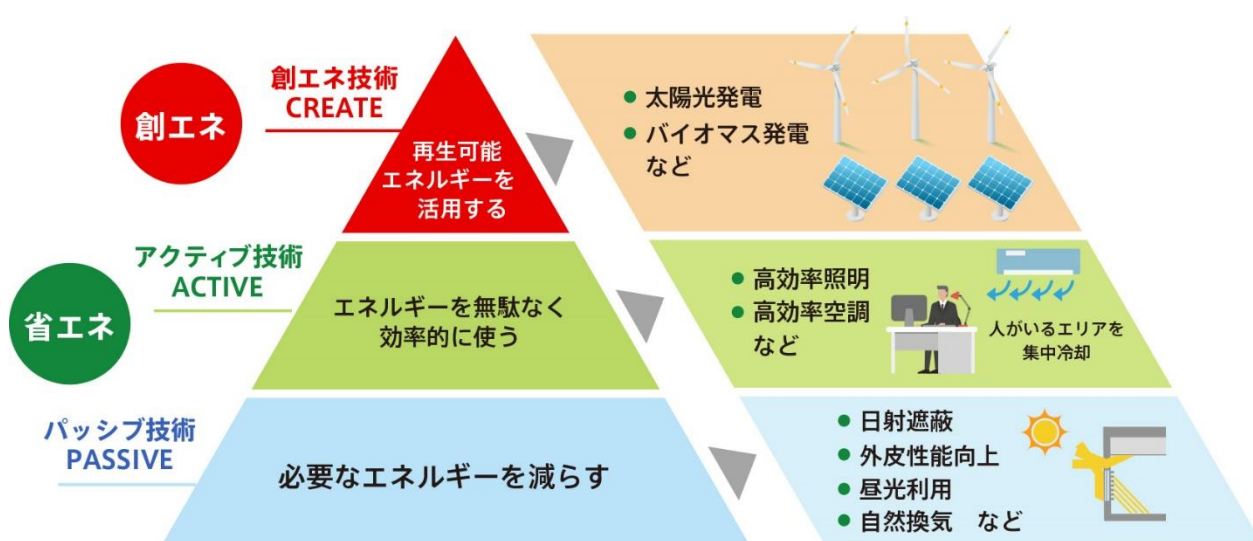 創エネ
創エネ技術
CREATE
再生可能
エネルギーを
活用する
● 太陽光発電
● バイオマス発電
など
省エネ
アクティブ技術
ACTIVE
エネルギーを無駄なく
効率的に使う
● 高効率照明
● 高効率空調
など
人がいるエリアを
集中冷却
パッシブ技術
PASSIVE
必要なエネルギーを減らす
● 日射遮蔽
● 外皮性能向上
● 昼光利用
● 自然換気　など